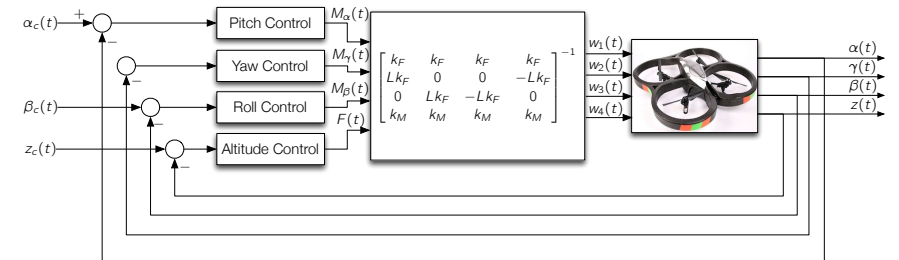 α_c(t) + − Pitch Control M_α(t)
− Yaw Control M_γ(t)
β_c(t) − Roll Control M_β(t)
z_c(t) − Altitude Control F(t)
k_F k_F k_F k_F −1
Lk_F 0 0 −Lk_F
0 Lk_F −Lk_F 0
k_M k_M k_M k_M
w_1(t)
w_2(t)
w_3(t)
w_4(t)
α(t)
γ(t)
β(t)
z(t)